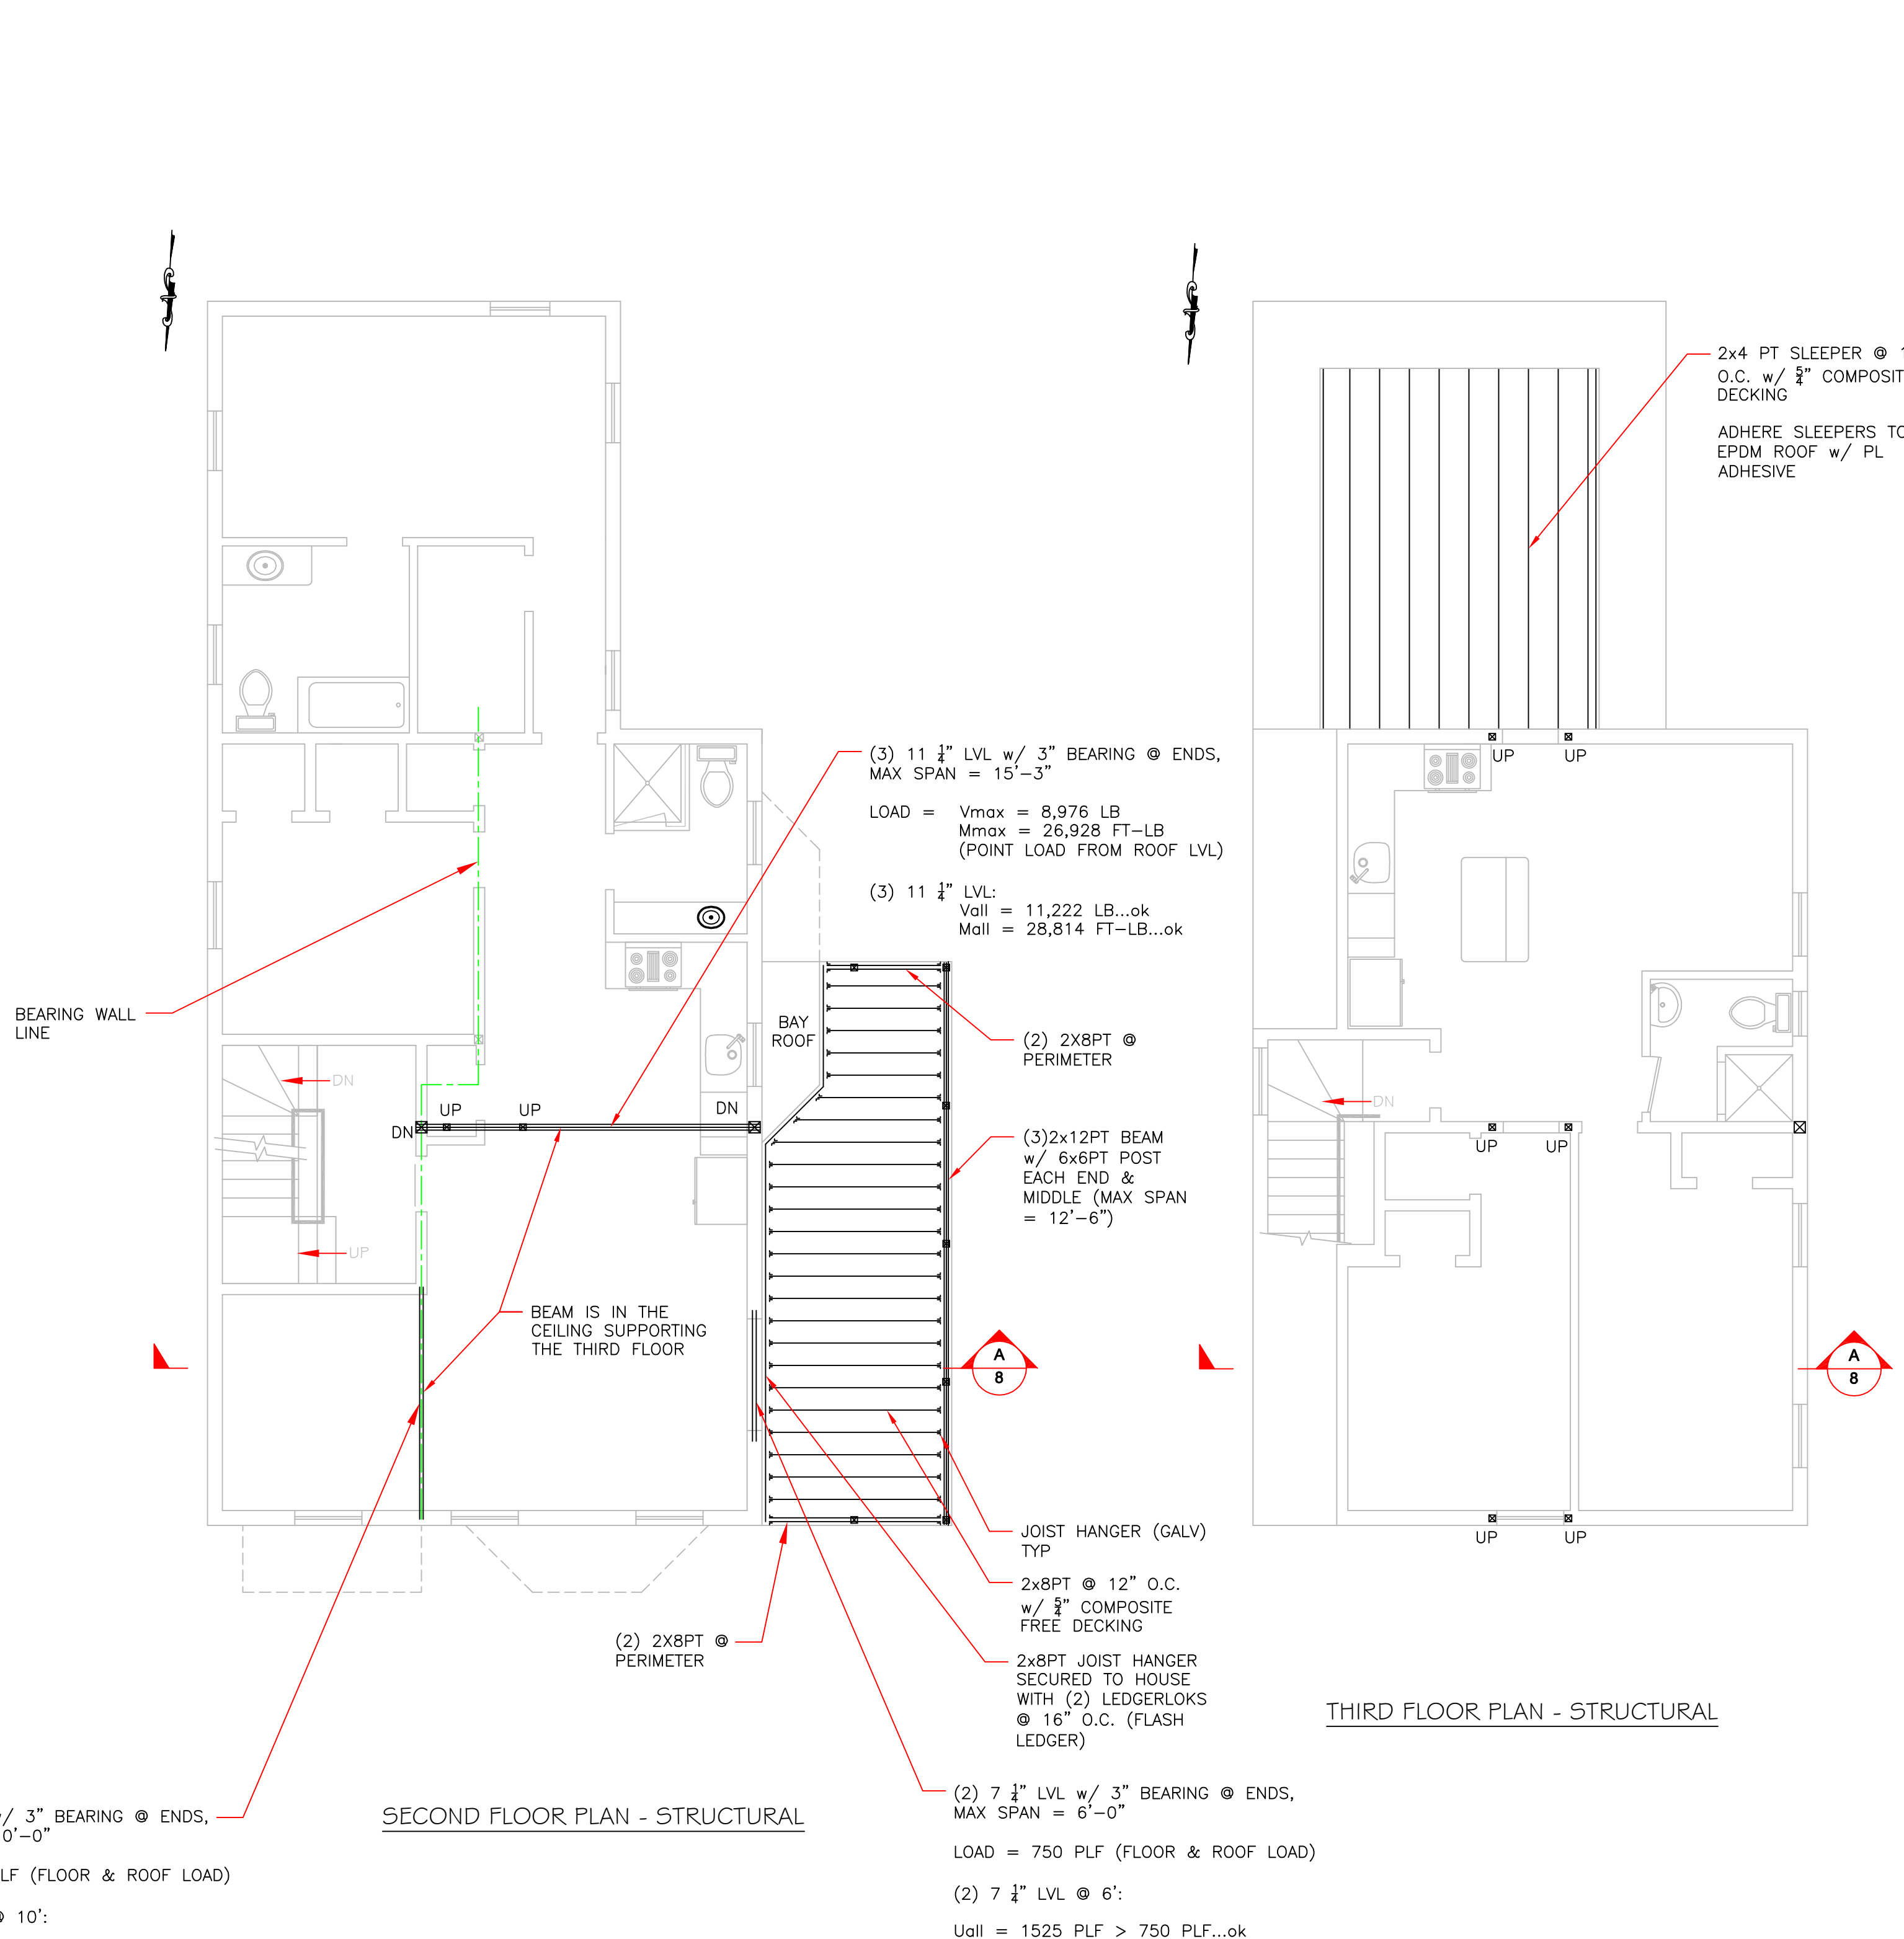 (3) 11 1/4" LVL w/ 3" BEARING @ ENDS,
MAX SPAN = 15'-3"
LOAD = Vmax = 8,976 LB
Mmax = 26,928 FT-LB
(POINT LOAD FROM ROOF LVL)
(3) 11 1/4" LVL:
Vall = 11,222 LB...ok
Mall = 28,814 FT-LB...ok
BEARING WALL
LINE
BAY
ROOF
(2) 2X8PT @
PERIMETER
DN
UP
UP
DN
DN
UP
(3)2x12PT BEAM
w/ 6x6PT POST
EACH END &
MIDDLE (MAX SPAN
= 12'-6")
BEAM IS IN THE
CEILING SUPPORTING
THE THIRD FLOOR
A
8
JOIST HANGER (GALV)
TYP
2x8PT @ 12" O.C.
w/ 5/4" COMPOSITE
FREE DECKING
(2) 2X8PT @
PERIMETER
2x8PT JOIST HANGER
SECURED TO HOUSE
WITH (2) LEDGERLOKS
@ 16" O.C. (FLASH
LEDGER)
w/ 3" BEARING @ ENDS,
0'-0"
LF (FLOOR & ROOF LOAD)
@ 10':
SECOND FLOOR PLAN - STRUCTURAL
(2) 7 1/4" LVL w/ 3" BEARING @ ENDS,
MAX SPAN = 6'-0"
LOAD = 750 PLF (FLOOR & ROOF LOAD)
(2) 7 1/4" LVL @ 6':
Uall = 1525 PLF > 750 PLF...ok
2x4 PT SLEEPER @ 1
O.C. w/ 5/4" COMPOSIT
DECKING
ADHERE SLEEPERS TO
EPDM ROOF w/ PL
ADHESIVE
UP
UP
DN
UP
UP
A
8
UP
UP
THIRD FLOOR PLAN - STRUCTURAL